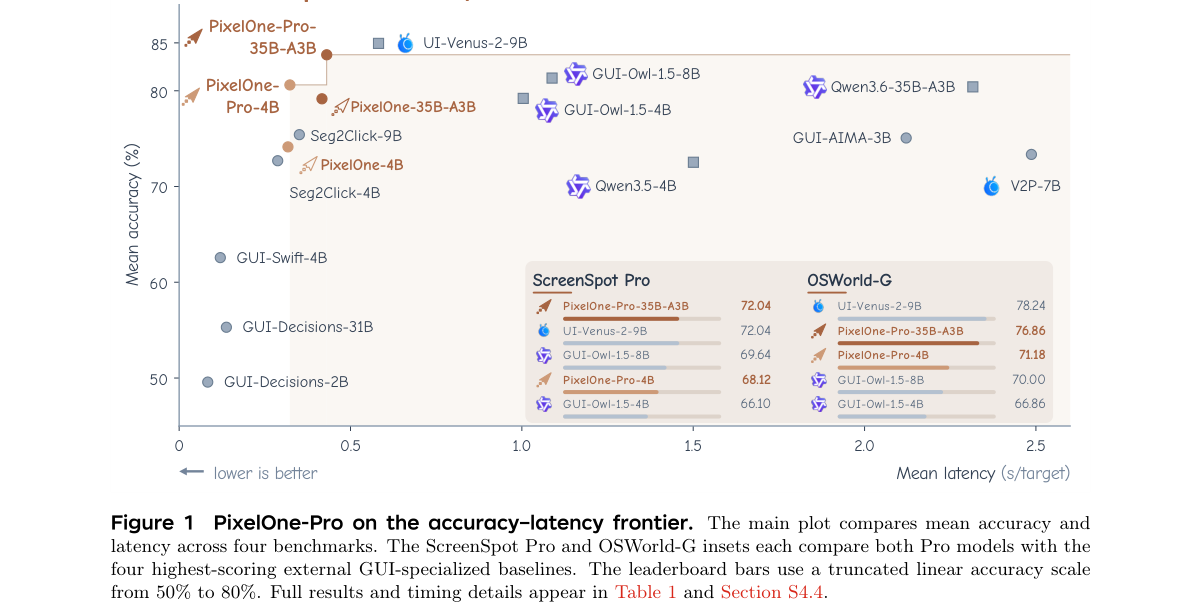 PixelOne-Pro-
35B-A3B
UI-Venus-2-9B
GUI-Owl-1.5-8B
Qwen3.6-35B-A3B
PixelOne-
Pro-4B
PixelOne-35B-A3B
GUI-Owl-1.5-4B
Seg2Click-9B
GUI-AIMA-3B
PixelOne-4B
Seg2Click-4B
Qwen3.5-4B
V2P-7B
GUI-Swift-4B
GUI-Decisions-31B
GUI-Decisions-2B
Mean accuracy (%)
85
80
70
60
50
ScreenSpot Pro
PixelOne-Pro-35B-A3B 72.04
UI-Venus-2-9B 72.04
GUI-Owl-1.5-8B 69.64
PixelOne-Pro-4B 68.12
GUI-Owl-1.5-4B 66.10
OSWorld-G
UI-Venus-2-9B 78.24
PixelOne-Pro-35B-A3B 76.86
PixelOne-Pro-4B 71.18
GUI-Owl-1.5-8B 70.00
GUI-Owl-1.5-4B 66.86
0 0.5 1.0 1.5 2.0 2.5
← lower is better
Mean latency (s/target)
Figure 1 PixelOne-Pro on the accuracy–latency frontier. The main plot compares mean accuracy and
latency across four benchmarks. The ScreenSpot Pro and OSWorld-G insets each compare both Pro models with the
four highest-scoring external GUI-specialized baselines. The leaderboard bars use a truncated linear accuracy scale
from 50% to 80%. Full results and timing details appear in Table 1 and Section S4.4.